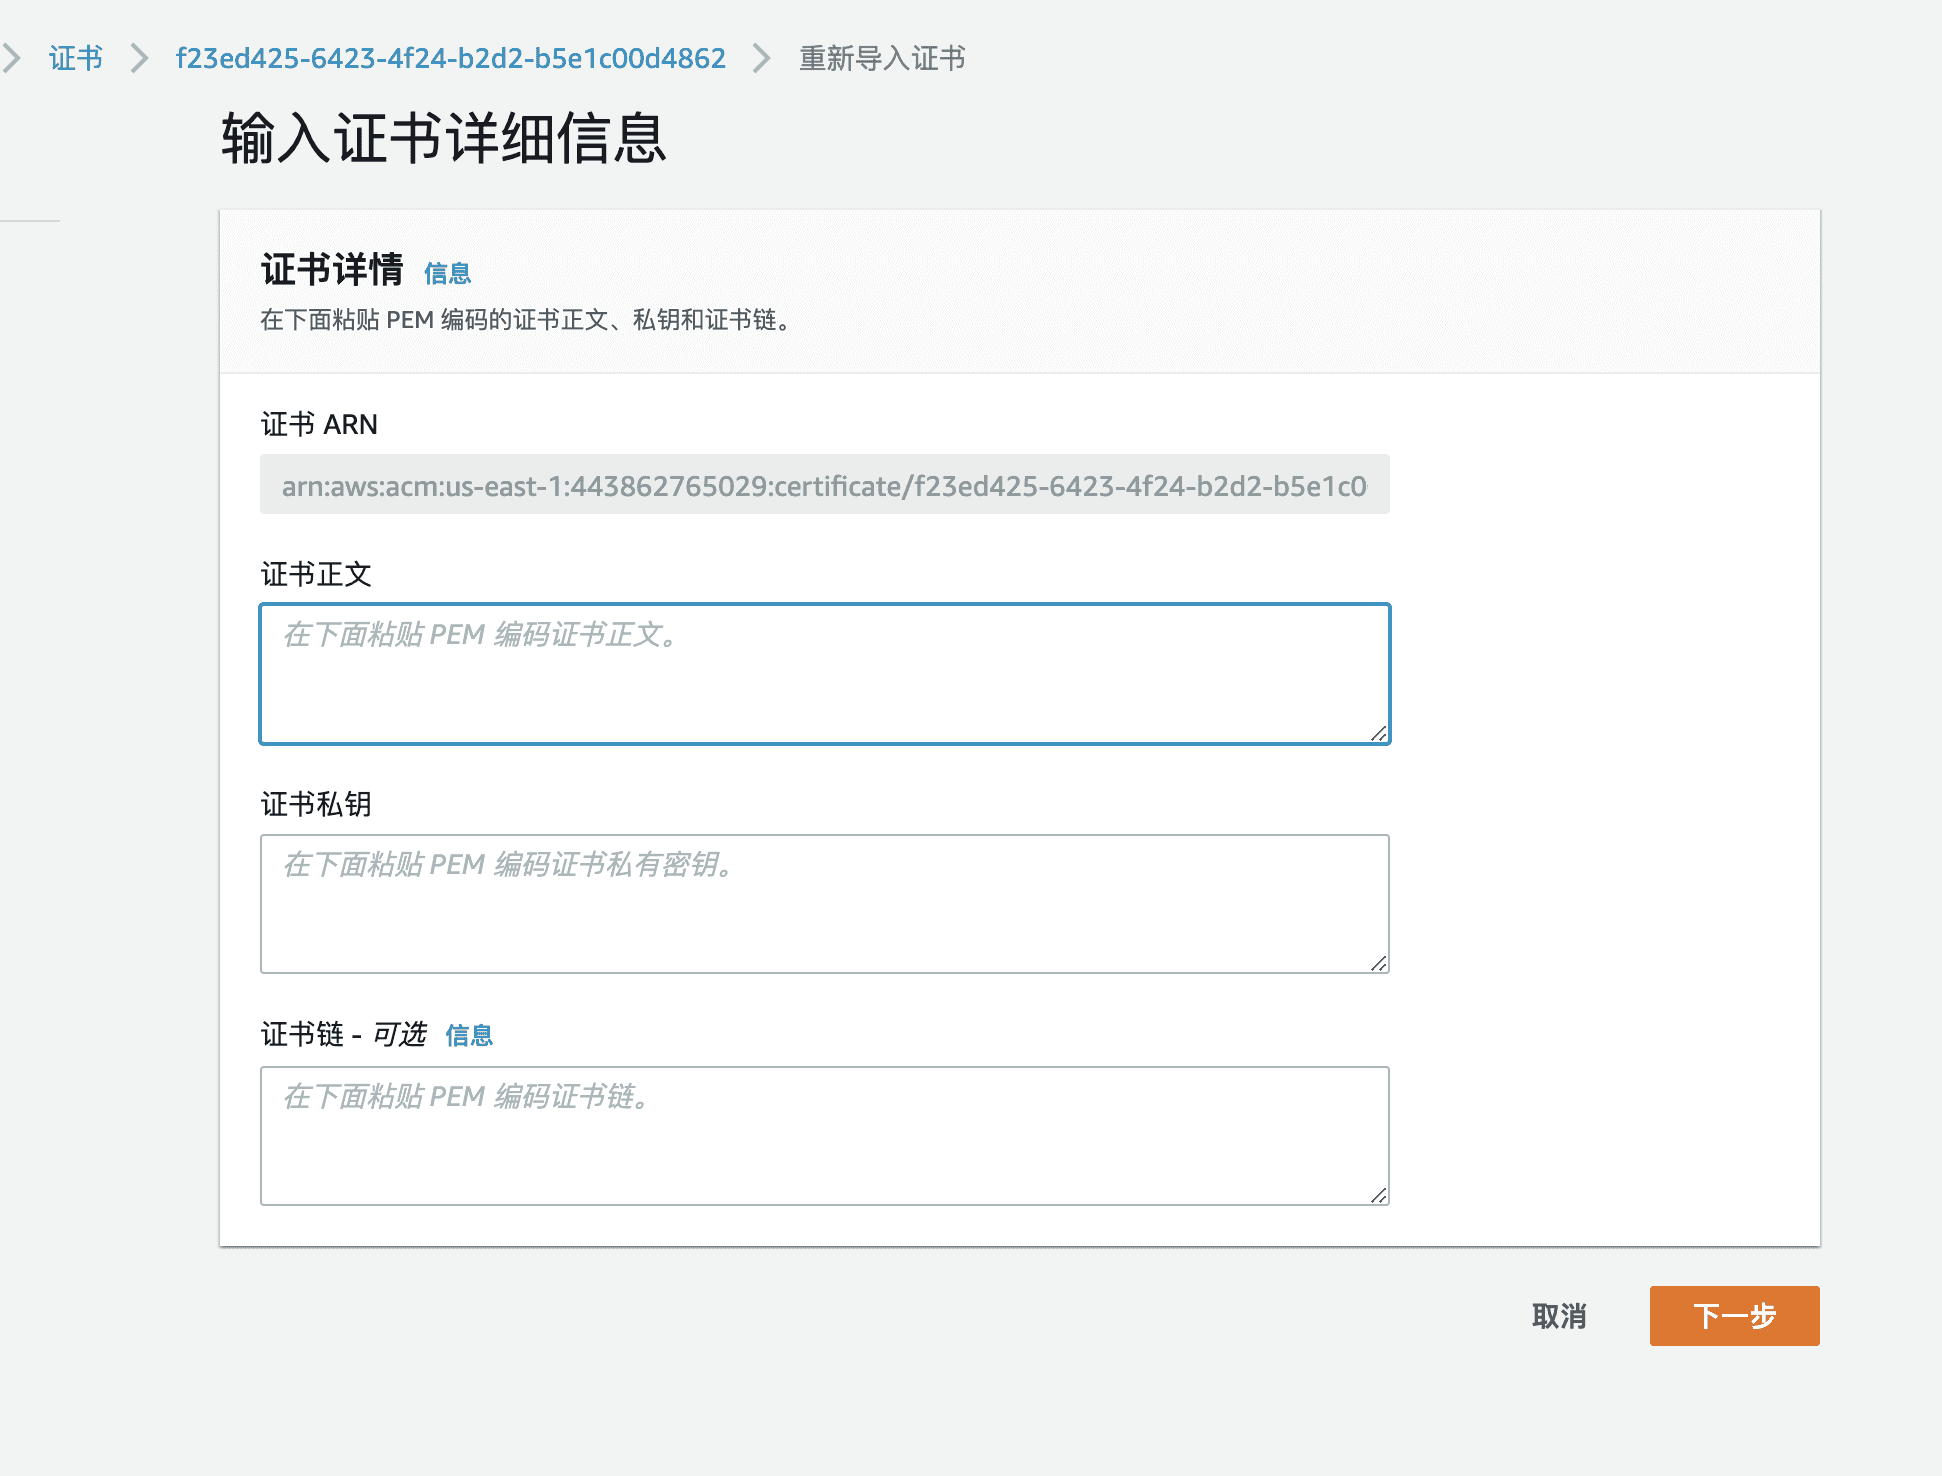 证书 f23ed425-6423-4f24-b2d2-b5e1c00d4862 重新导入证书
输入证书详细信息
证书详情 信息
在下面粘贴 PEM 编码的证书正文、私钥和证书链。
证书 ARN
arn:aws:acm:us-east-1:443862765029:certificate/f23ed425-6423-4f24-b2d2-b5e1c0
证书正文
在下面粘贴 PEM 编码证书正文。
证书私钥
在下面粘贴 PEM 编码证书私有密钥。
证书链 - 可选 信息
在下面粘贴 PEM 编码证书链。
取消 下一步